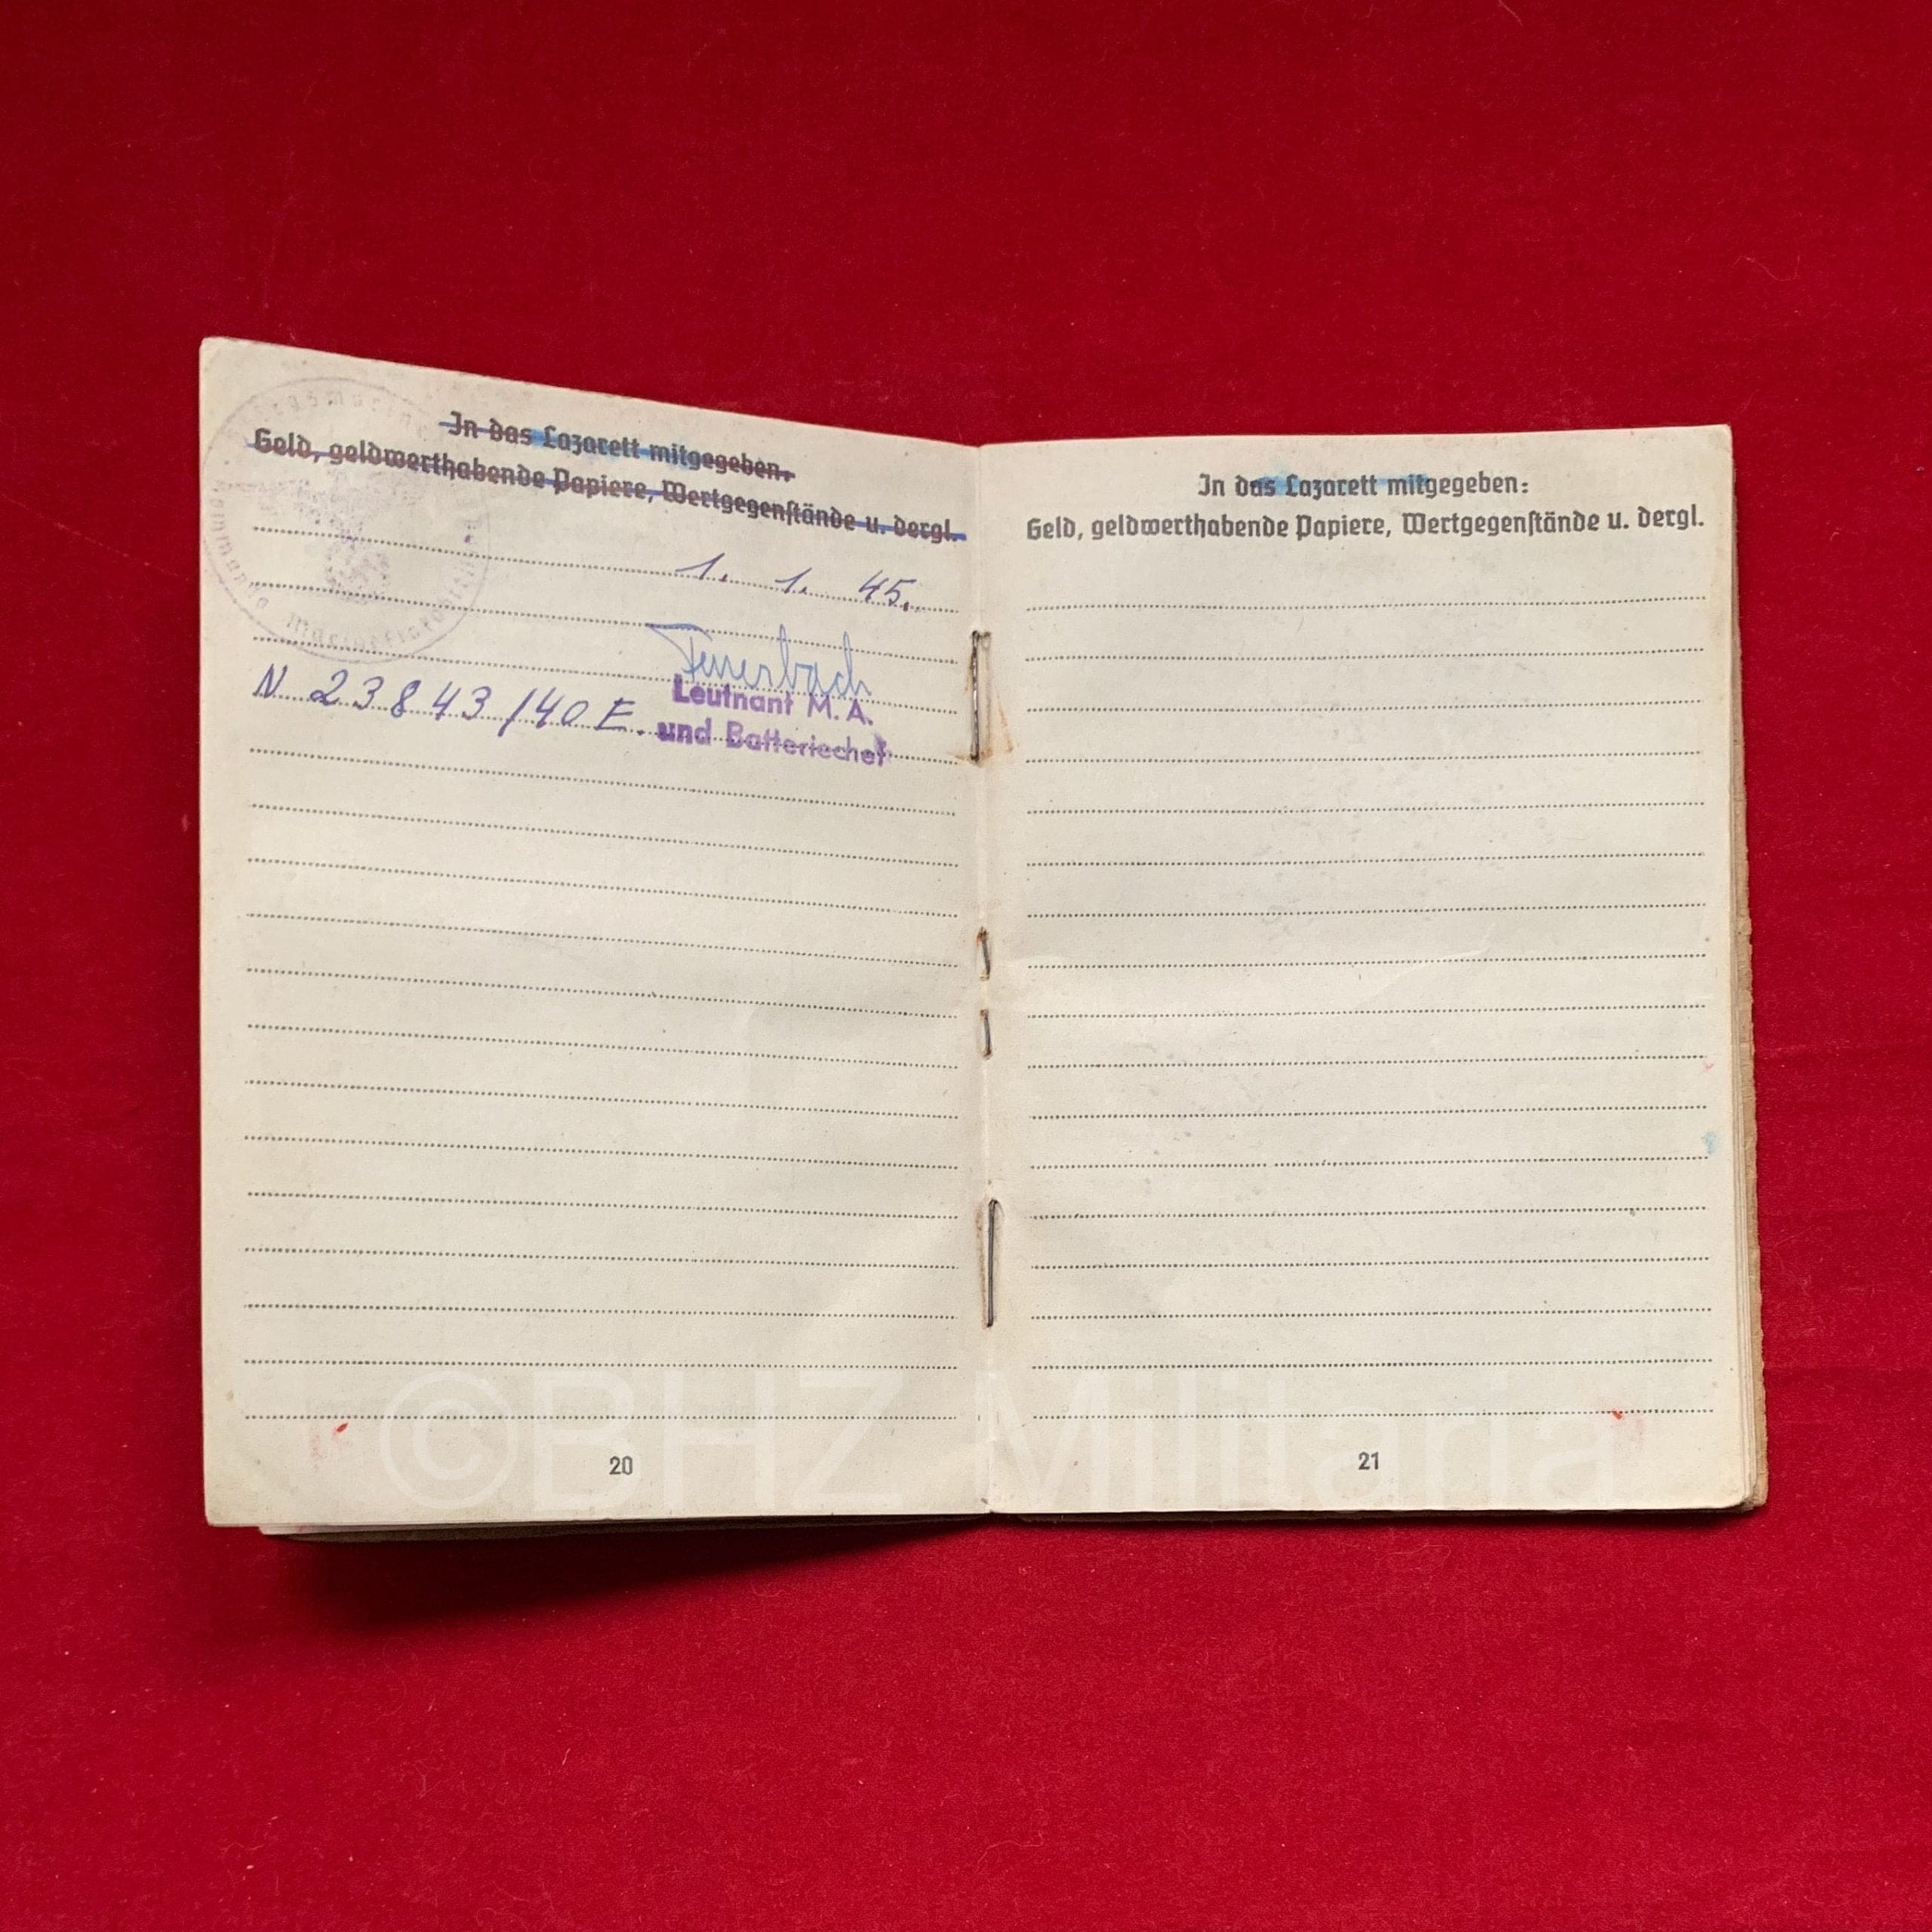 In das Lazarett mitgegeben.
Geld, geldwerthabende Papiere, Wertgegenstände u. dergl.
1. 1. 45.
Feuerbach
Leutnant M. A.
N 23843/40 E.
und Batteriechef
20
In das Lazarett mitgegeben:
Geld, geldwerthabende Papiere, Wertgegenstände u. dergl.
21
©BHZ Militaria